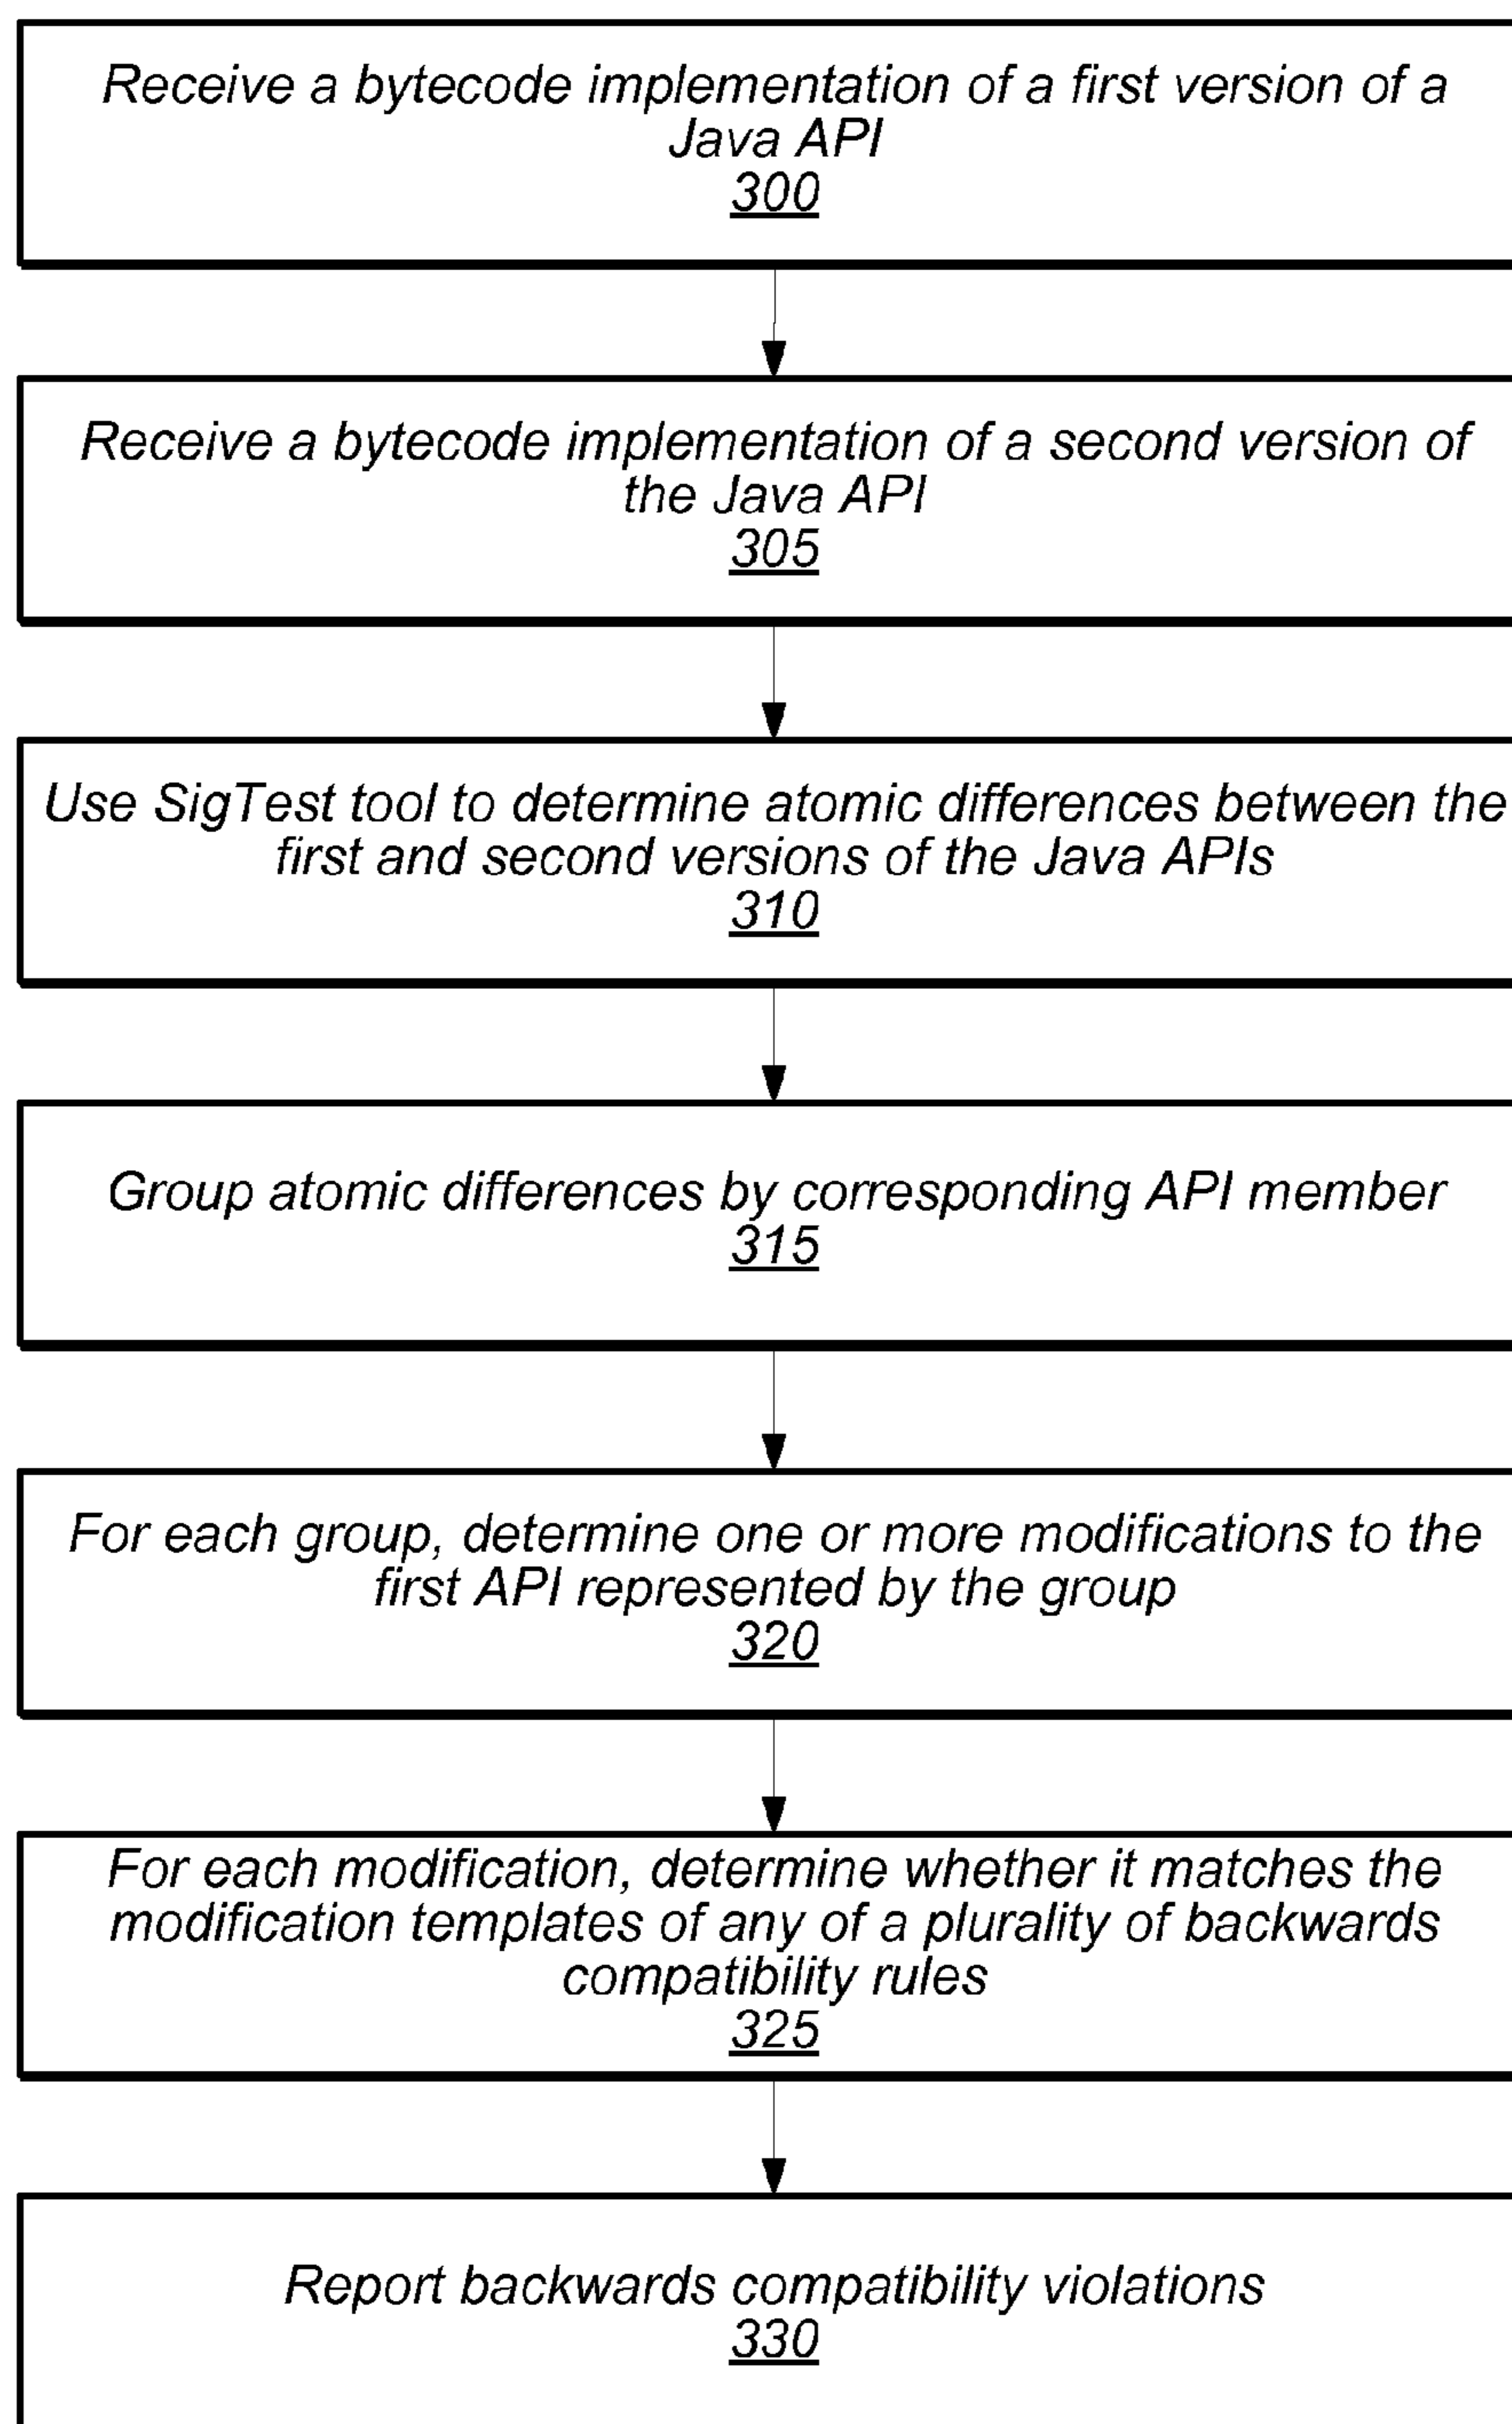 Receive a bytecode implementation of a first version of a
Java API
300
Receive a bytecode implementation of a second version of
the Java API
305
Use SigTest tool to determine atomic differences between the
first and second versions of the Java APIs
310
Group atomic differences by corresponding API member
315
For each group, determine one or more modifications to the
first API represented by the group
320
For each modification, determine whether it matches the
modification templates of any of a plurality of backwards
compatibility rules
325
Report backwards compatibility violations
330